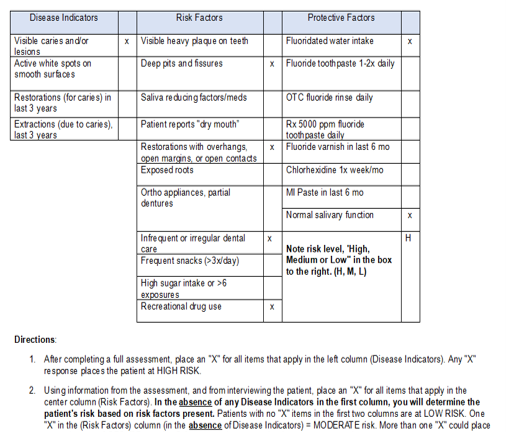 Disease Indicators Risk Factors Protective Factors
Visible caries and/or lesions x Visible heavy plaque on teeth Fluoridated water intake x
Active white spots on smooth surfaces Deep pits and fissures x Fluoride toothpaste 1-2x daily
Restorations (for caries) in last 3 years Saliva reducing factors/meds OTC fluoride rinse daily
Extractions (due to caries), last 3 years Patient reports "dry mouth" Rx 5000 ppm fluoride toothpaste daily
Restorations with overhangs, open margins, or open contacts x Fluoride varnish in last 6 mo
Exposed roots Chlorhexidine 1x week/mo
Ortho appliances, partial dentures MI Paste in last 6 mo
Normal salivary function x
Infrequent or irregular dental care x H
Note risk level, 'High, Medium or Low" in the box to the right. (H, M, L)
Frequent snacks (>3x/day)
High sugar intake or >6 exposures
Recreational drug use x
Directions:
1. After completing a full assessment, place an "X" for all items that apply in the left column (Disease Indicators). Any "X"
response places the patient at HIGH RISK.
2. Using information from the assessment, and from interviewing the patient, place an "X" for all items that apply in the
center column (Risk Factors). In the absence of any Disease Indicators in the first column, you will determine the
patient's risk based on risk factors present. Patients with no "X" items in the first two columns are at LOW RISK. One
"X" in the (Risk Factors) column (in the absence of Disease Indicators) = MODERATE risk. More than one "X" could place